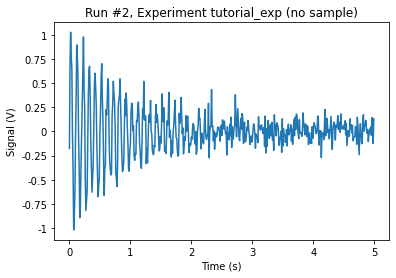 Run #2, Experiment tutorial_exp (no sample)
Signal (V)
1
0.75
0.5
0.25
0
-0.25
-0.5
-0.75
-1
0 1 2 3 4 5
Time (s)